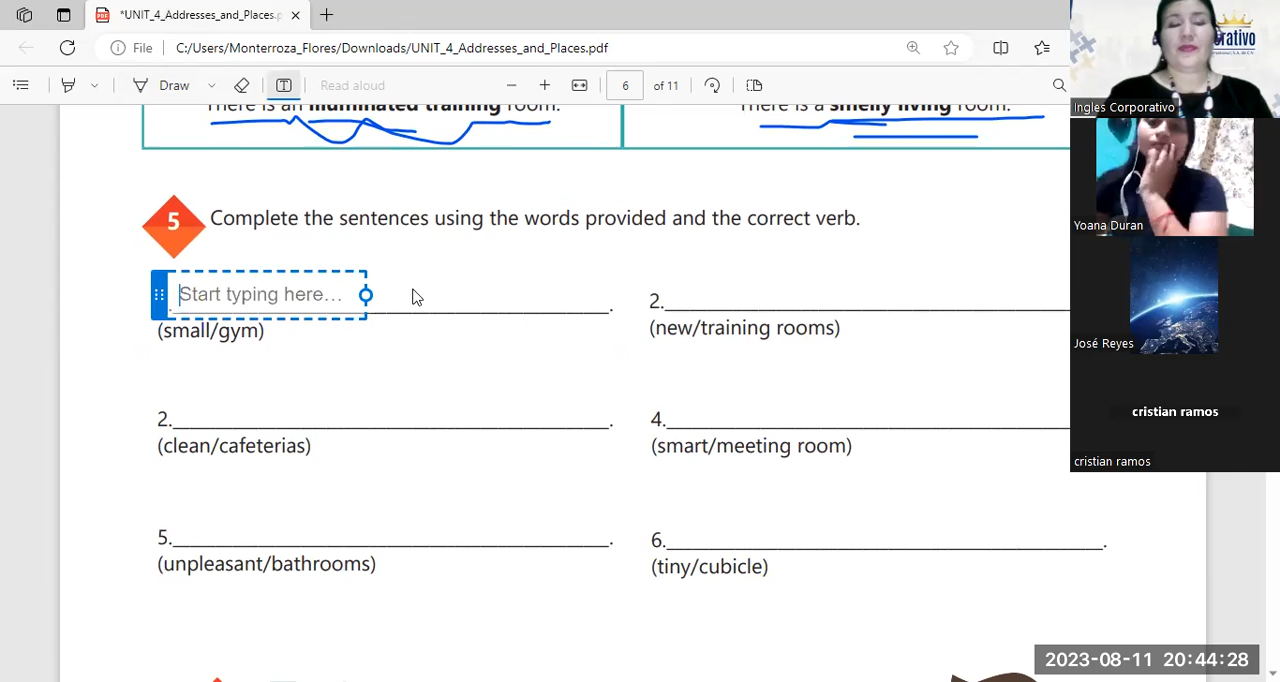 *UNIT_4_Addresses_and_Places.p
File
C:/Users/Monterroza_Flores/Downloads/UNIT_4_Addresses_and_Places.pdf
Draw
Read aloud
6
of 11
There is an illuminated training room.
There is a smelly living room.
5
Complete the sentences using the words provided and the correct verb.
Start typing here...
(small/gym)
2.
(new/training rooms)
2.
(clean/cafeterias)
4.
(smart/meeting room)
5.
(unpleasant/bathrooms)
6.
(tiny/cubicle)
orativo
Ingles Corporativo
Yoana Duran
José Reyes
cristian ramos
cristian ramos
2023-08-11 20:44:28